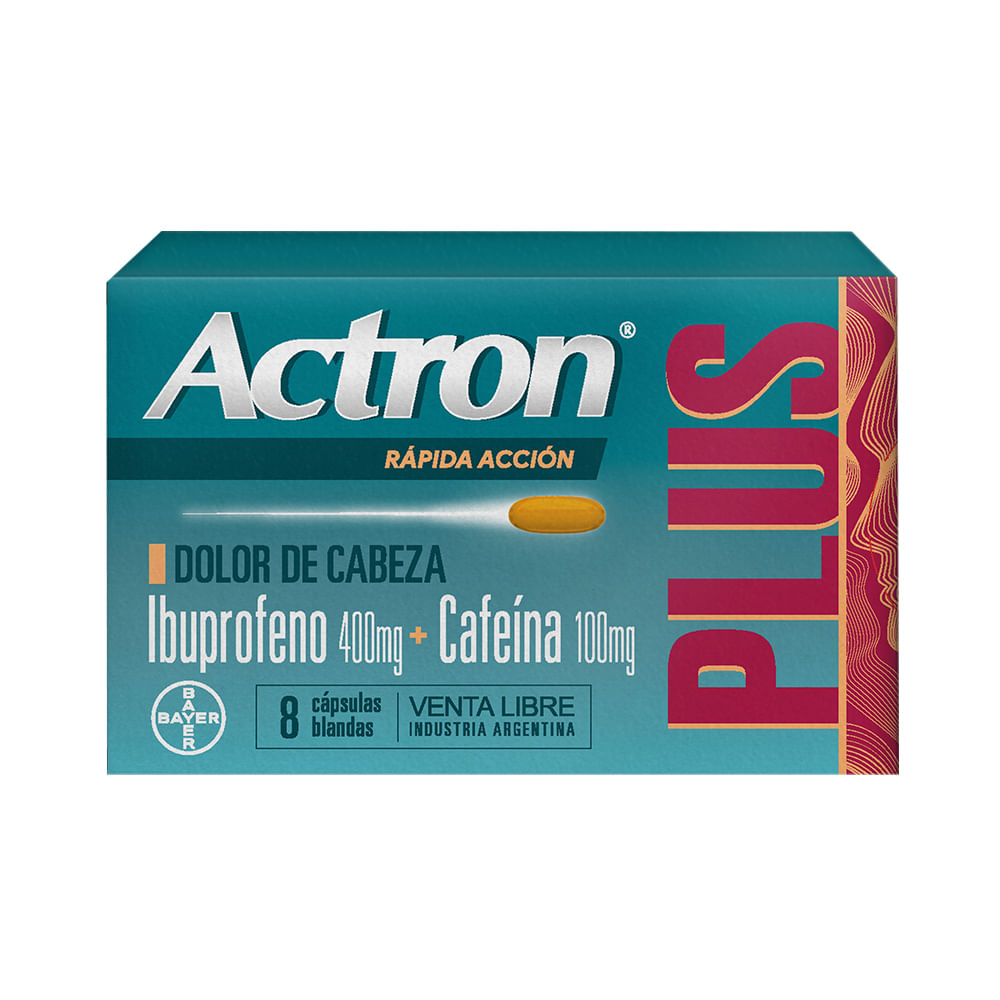 Actron®
RÁPIDA ACCIÓN
DOLOR DE CABEZA
Ibuprofeno 400mg + Cafeína 100mg
BAYER
BAYER
8 cápsulas blandas
VENTA LIBRE
INDUSTRIA ARGENTINA
PLUS